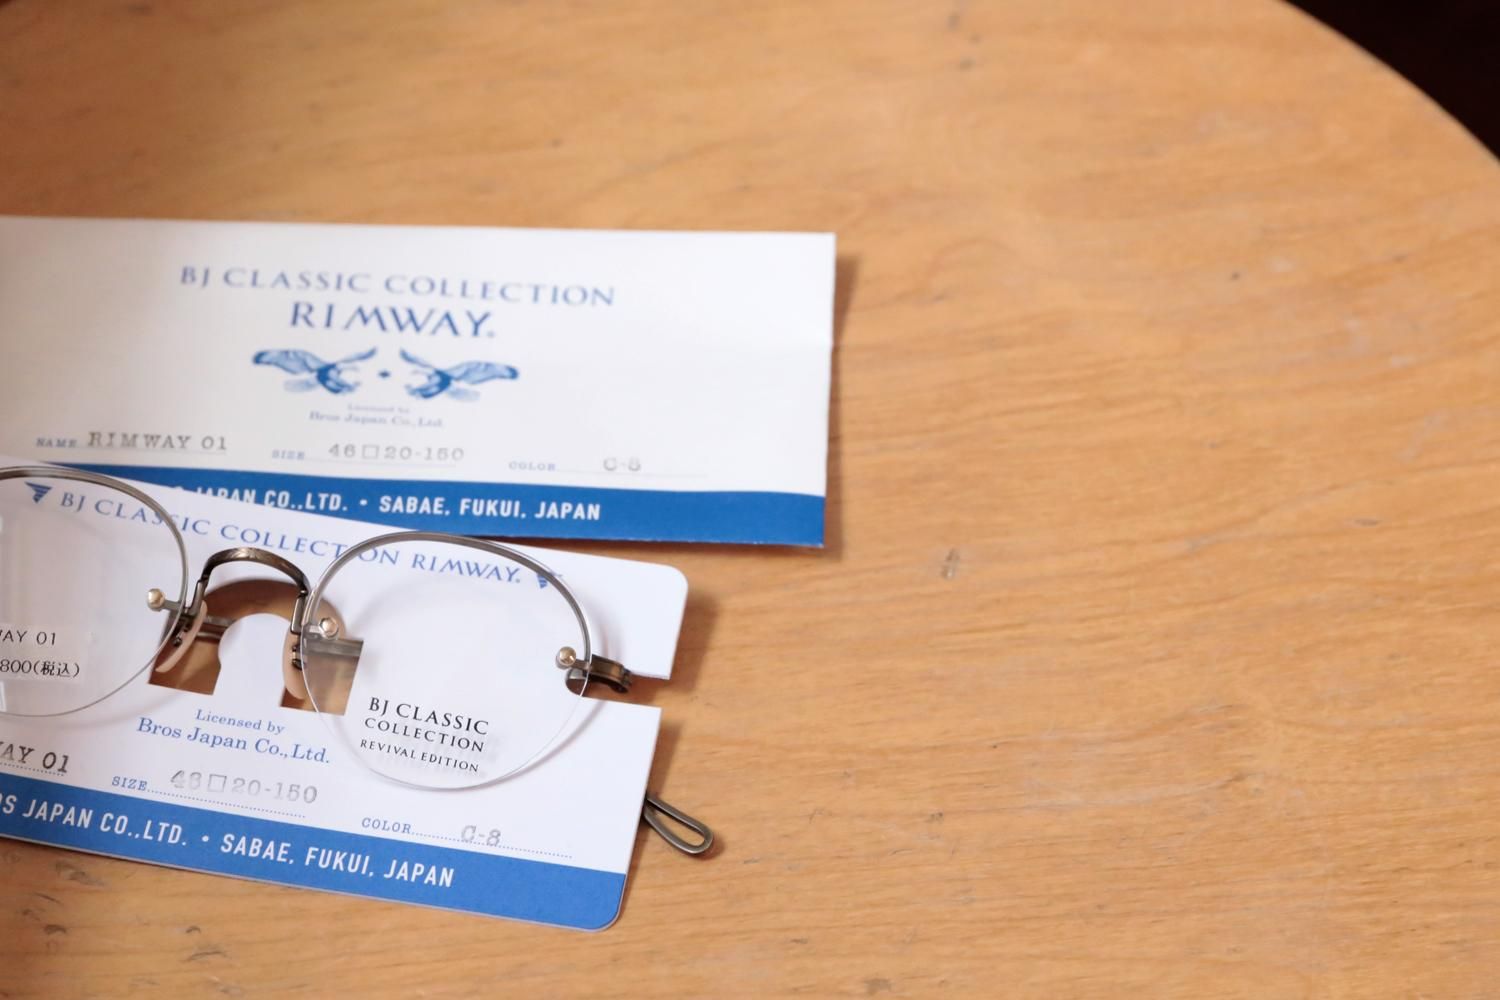 BJ CLASSIC COLLECTION
RIMWAY.
Licensed by
Bros Japan Co., Ltd.
NAME RIMWAY 01 SIZE 46□20-150 COLOR C-8
JAPAN CO.,LTD. • SABAE, FUKUI, JAPAN
BJ CLASSIC COLLECTION RIMWAY.
WAY 01
800(税込)
BJ CLASSIC
COLLECTION
REVIVAL EDITION
Licensed by
Bros Japan Co., Ltd.
WAY 01 SIZE 46□20-150 COLOR C-8
OS JAPAN CO.,LTD. • SABAE, FUKUI, JAPAN